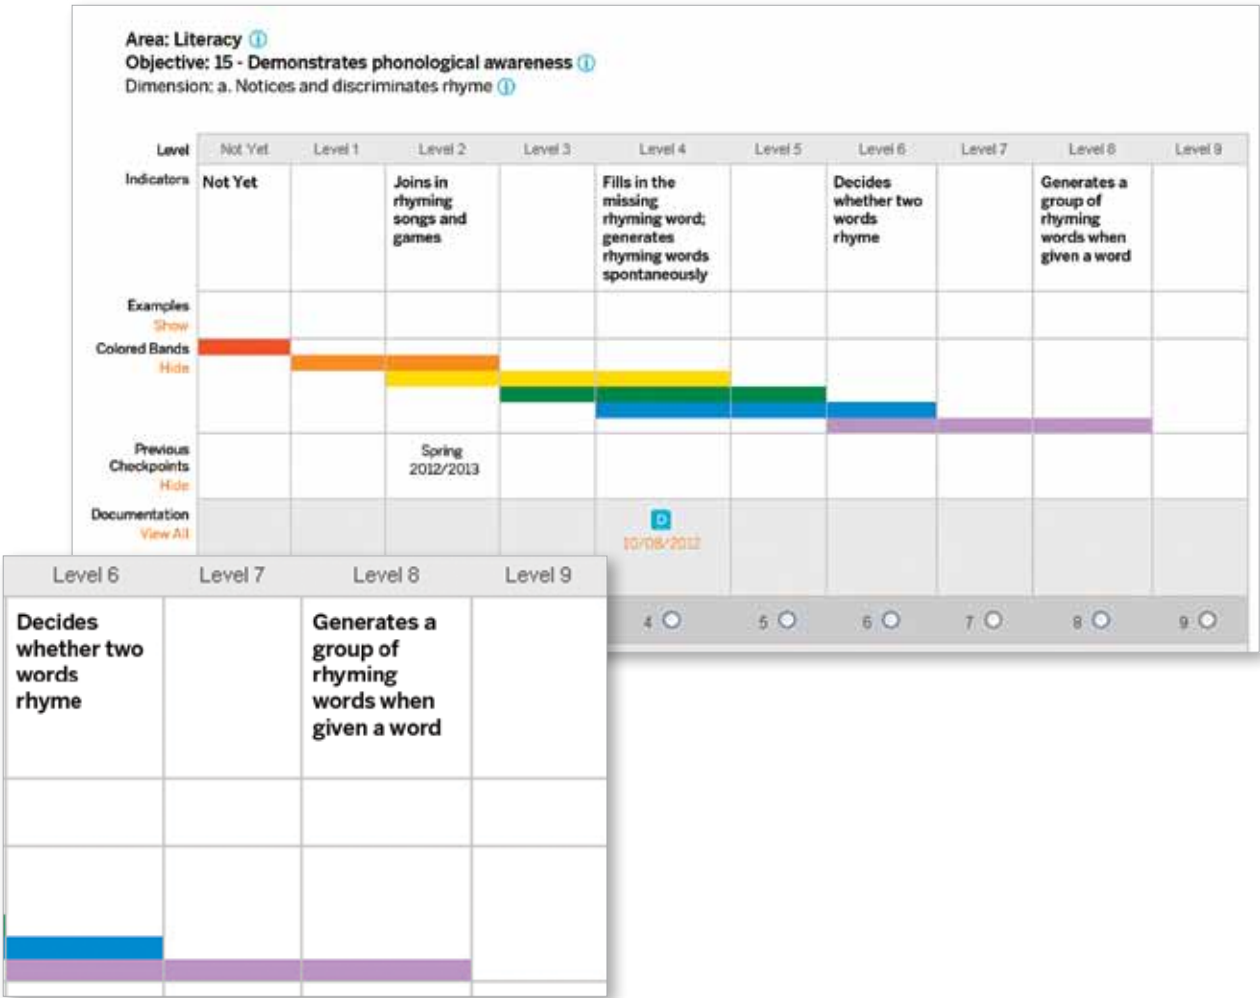 Area: Literacy ⓘ
Objective: 15 - Demonstrates phonological awareness ⓘ
Dimension: a. Notices and discriminates rhyme ⓘ
Level Not Yet Level 1 Level 2 Level 3 Level 4 Level 5 Level 6 Level 7 Level 8 Level 9
Indicators
Not Yet
Joins in
rhyming
songs and
games
Fills in the
missing
rhyming word;
generates
rhyming words
spontaneously
Decides
whether two
words
rhyme
Generates a
group of
rhyming
words when
given a word
Examples
Show
Colored Bands
Hide
Previous
Checkpoints
Hide
Spring
2012/2013
Documentation
View All
D
10/08/2012
4 5 6 7 8 9
Level 6 Level 7 Level 8 Level 9
Decides
whether two
words
rhyme
Generates a
group of
rhyming
words when
given a word